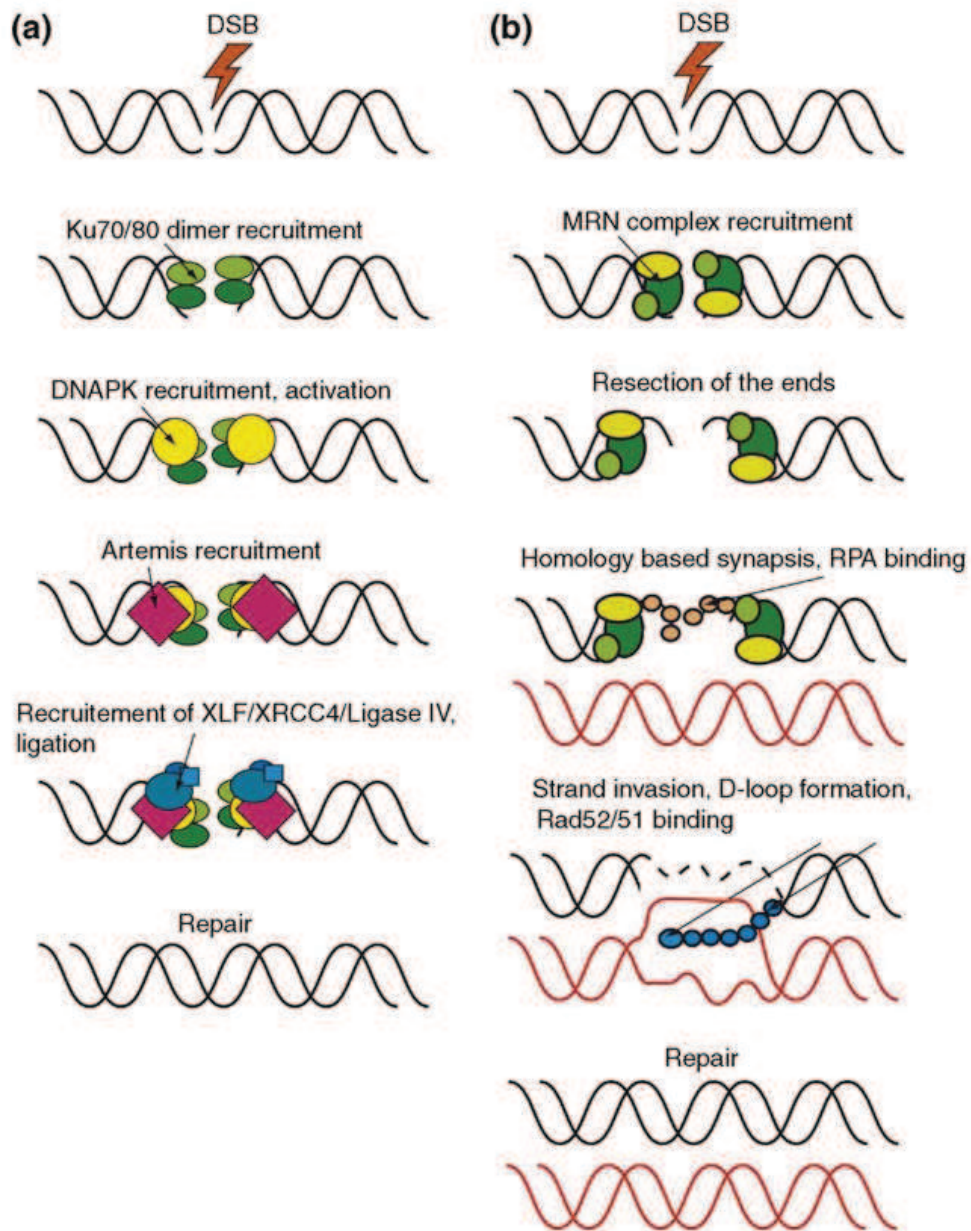 (a)
DSB
Ku70/80 dimer recruitment
DNAPK recruitment, activation
Artemis recruitment
Recruitement of XLF/XRCC4/Ligase IV,
ligation
Repair
(b)
DSB
MRN complex recruitment
Resection of the ends
Homology based synapsis, RPA binding
Strand invasion, D-loop formation,
Rad52/51 binding
Repair